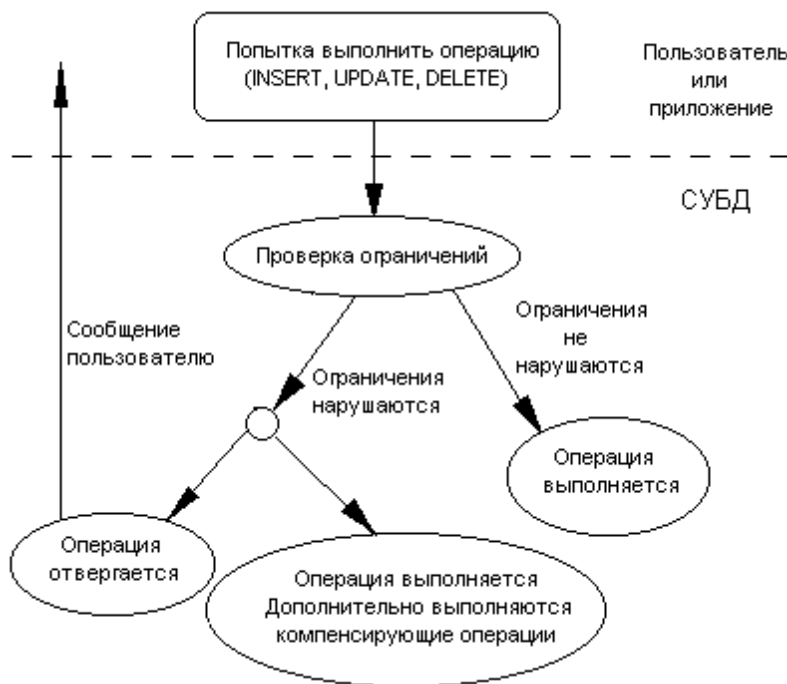 Попытка выполнить операцию
(INSERT, UPDATE, DELETE)
Пользователь
или
приложение
СУБД
Проверка ограничений
Сообщение
пользователю
Ограничения
не
нарушаются
Ограничения
нарушаются
Операция
выполняется
Операция
отвергается
Операция выполняется
Дополнительно выполняются
компенсирующие операции